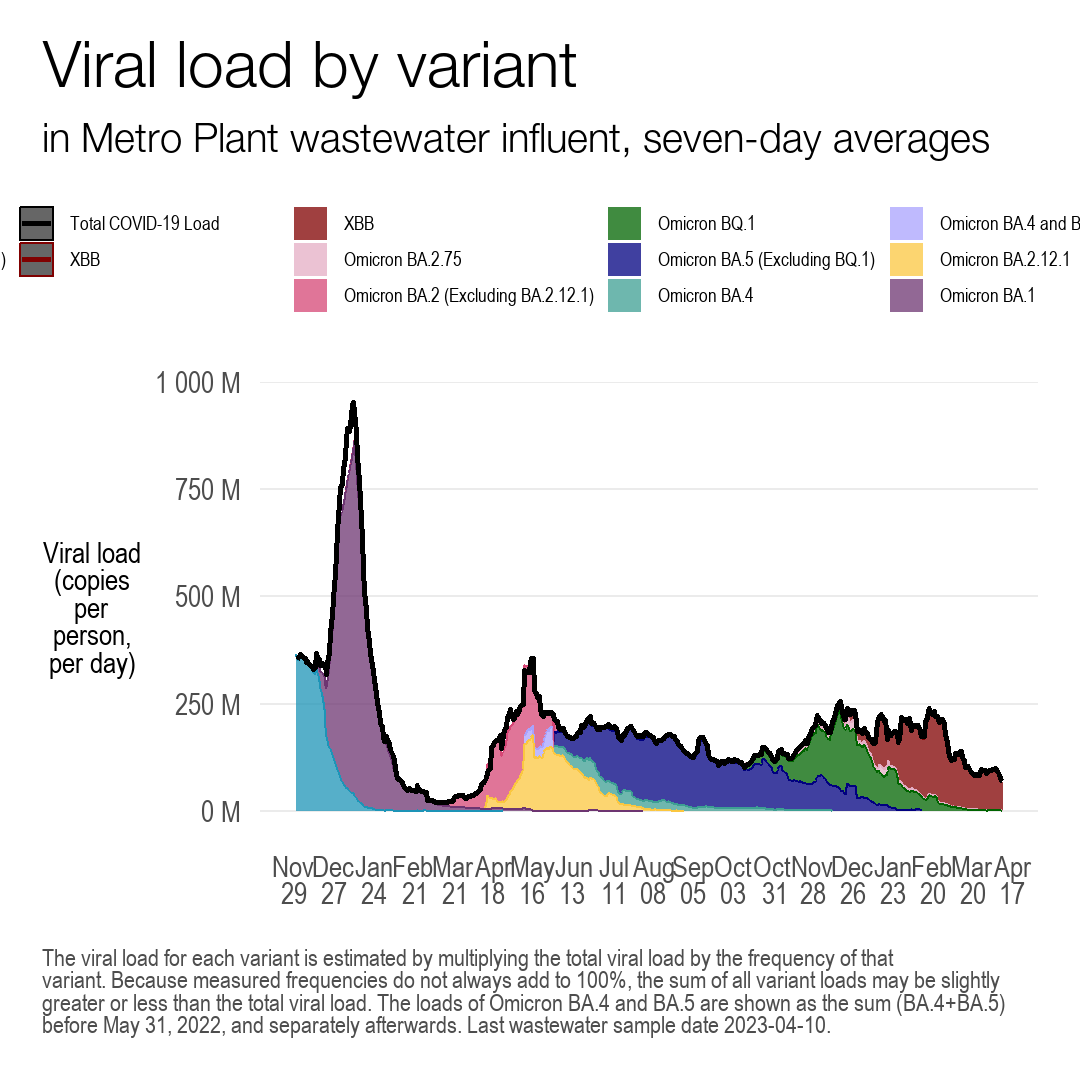 Viral load by variant
in Metro Plant wastewater influent, seven-day averages
Total COVID-19 Load XBB Omicron BQ.1 Omicron BA.4 and B
) XBB Omicron BA.2.75 Omicron BA.5 (Excluding BQ.1) Omicron BA.2.12.1
Omicron BA.2 (Excluding BA.2.12.1) Omicron BA.4 Omicron BA.1
1 000 M
750 M
500 M
250 M
0 M
Viral load
(copies
per
person,
per day)
Nov Dec Jan Feb Mar Apr May Jun Jul Aug Sep Oct Oct Nov Dec Jan Feb Mar Apr
29 27 24 21 21 18 16 13 11 08 05 03 31 28 26 23 20 20 17
The viral load for each variant is estimated by multiplying the total viral load by the frequency of that
variant. Because measured frequencies do not always add to 100%, the sum of all variant loads may be slightly
greater or less than the total viral load. The loads of Omicron BA.4 and BA.5 are shown as the sum (BA.4+BA.5)
before May 31, 2022, and separately afterwards. Last wastewater sample date 2023-04-10.